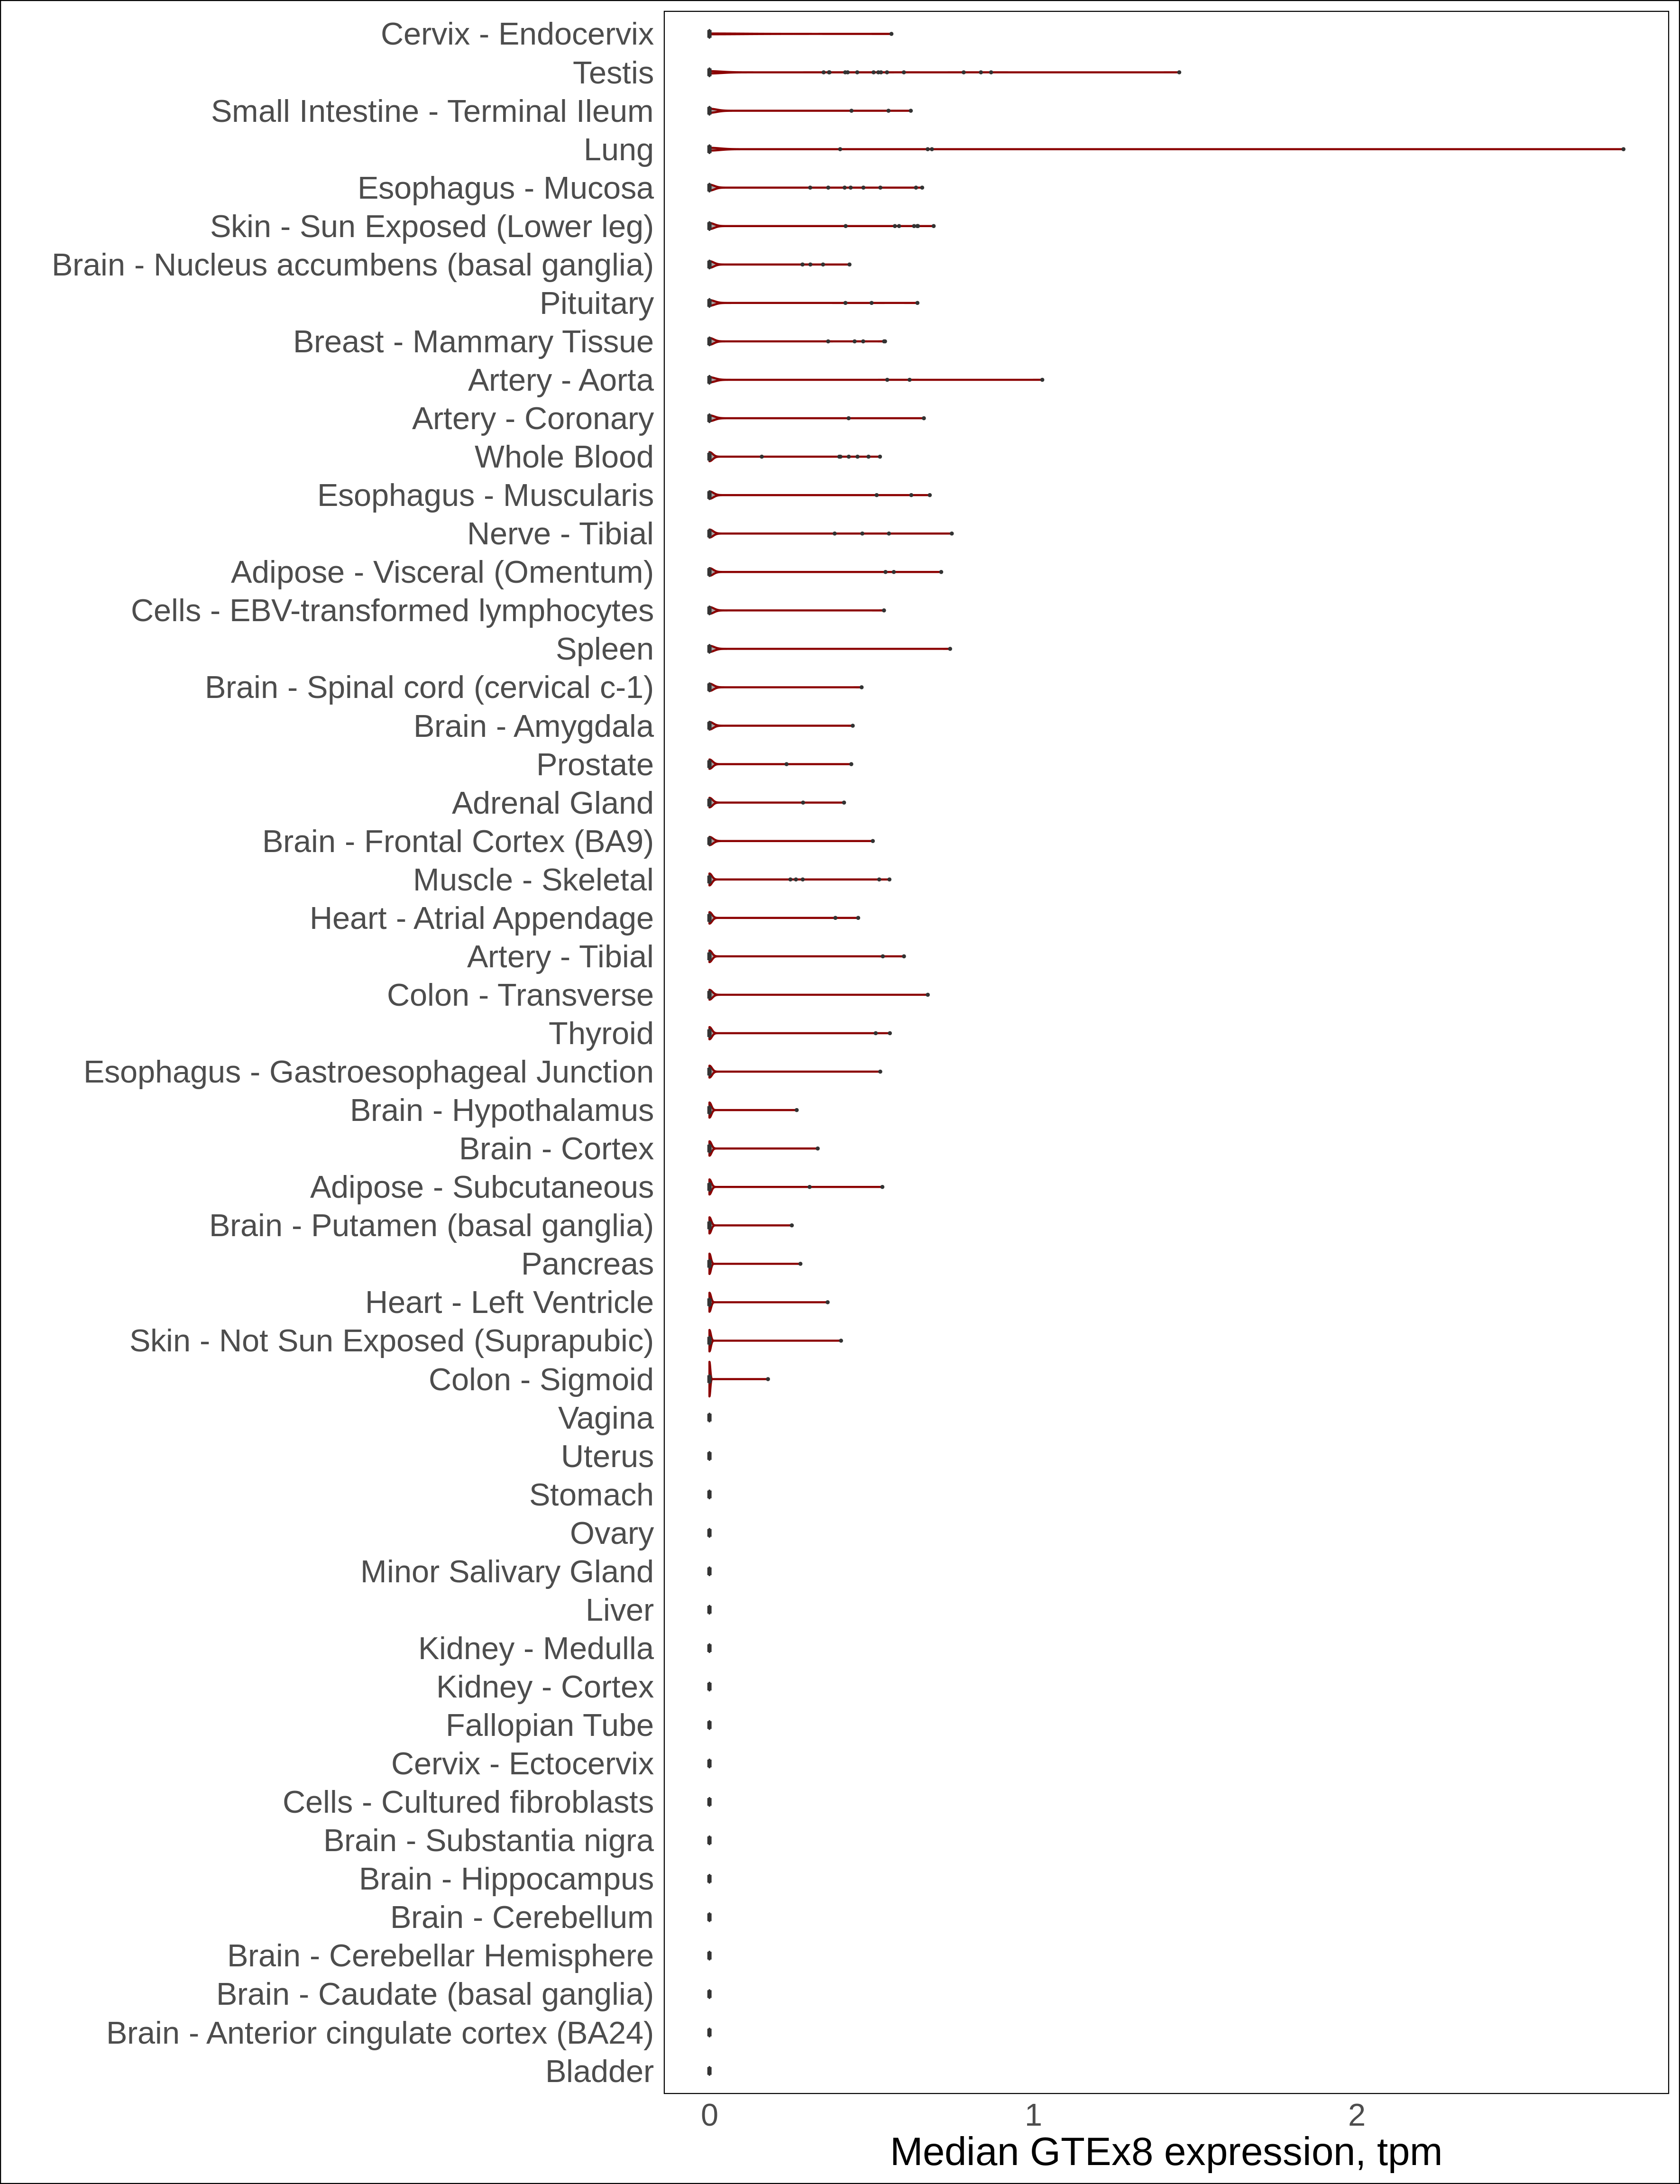 Cervix - Endocervix
Testis
Small Intestine - Terminal Ileum
Lung
Esophagus - Mucosa
Skin - Sun Exposed (Lower leg)
Brain - Nucleus accumbens (basal ganglia)
Pituitary
Breast - Mammary Tissue
Artery - Aorta
Artery - Coronary
Whole Blood
Esophagus - Muscularis
Nerve - Tibial
Adipose - Visceral (Omentum)
Cells - EBV-transformed lymphocytes
Spleen
Brain - Spinal cord (cervical c-1)
Brain - Amygdala
Prostate
Adrenal Gland
Brain - Frontal Cortex (BA9)
Muscle - Skeletal
Heart - Atrial Appendage
Artery - Tibial
Colon - Transverse
Thyroid
Esophagus - Gastroesophageal Junction
Brain - Hypothalamus
Brain - Cortex
Adipose - Subcutaneous
Brain - Putamen (basal ganglia)
Pancreas
Heart - Left Ventricle
Skin - Not Sun Exposed (Suprapubic)
Colon - Sigmoid
Vagina
Uterus
Stomach
Ovary
Minor Salivary Gland
Liver
Kidney - Medulla
Kidney - Cortex
Fallopian Tube
Cervix - Ectocervix
Cells - Cultured fibroblasts
Brain - Substantia nigra
Brain - Hippocampus
Brain - Cerebellum
Brain - Cerebellar Hemisphere
Brain - Caudate (basal ganglia)
Brain - Anterior cingulate cortex (BA24)
Bladder
0 1 2
Median GTEx8 expression, tpm